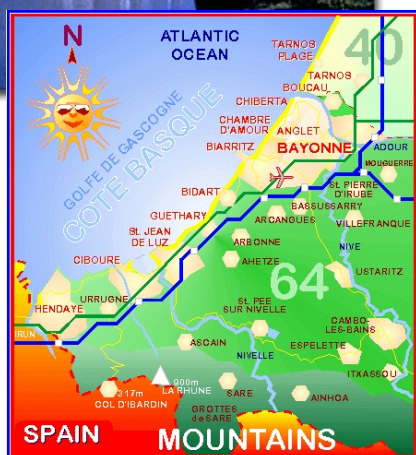 N
ATLANTIC
OCEAN
TARNOS
PLAGE
40
TARNOS
BOUCAU
CHIBERTA
GOLFE DE GASCOGNE
COTE BASQUE
CHAMBRE
D'AMOUR
ANGLET
BIARRITZ
BAYONNE
ADOUR
MOUGUERRE
BIDART
ST. PIERRE
D'IRUBE
BASSUSSARRY
GUETHARY
ARCANGUES
VILLEFRANQUE
ST. JEAN
DE LUZ
ARBONNE
NIVE
CIBOURE
AHETZE
64
USTARITZ
URRUGNE
HENDAYE
St. PEE
SUR NIVELLE
CAMBO-
LES-BAINS
IRUN
ASCAIN
NIVELLE
ESPELETTE
ITXASSOU
900m
LA RHUNE
317m
COL D'IBARDIN
SARE
AINHOA
GROTTES
de SARE
SPAIN
MOUNTAINS